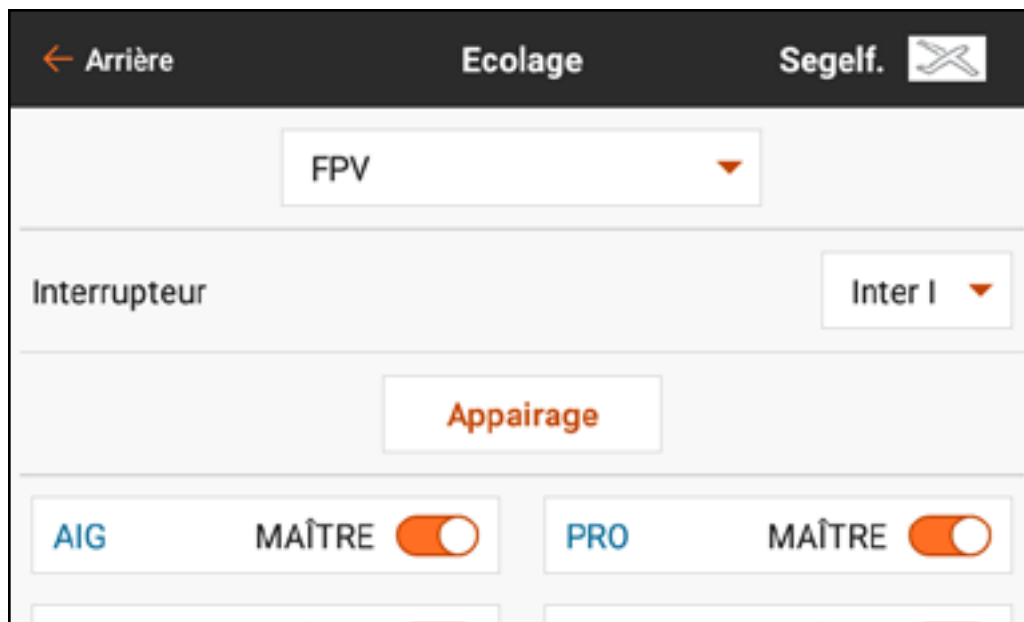 Arrière Ecolage Segelf.
FPV
Interrupteur Inter I
Appairage
AIG MAÎTRE PRO MAÎTRE